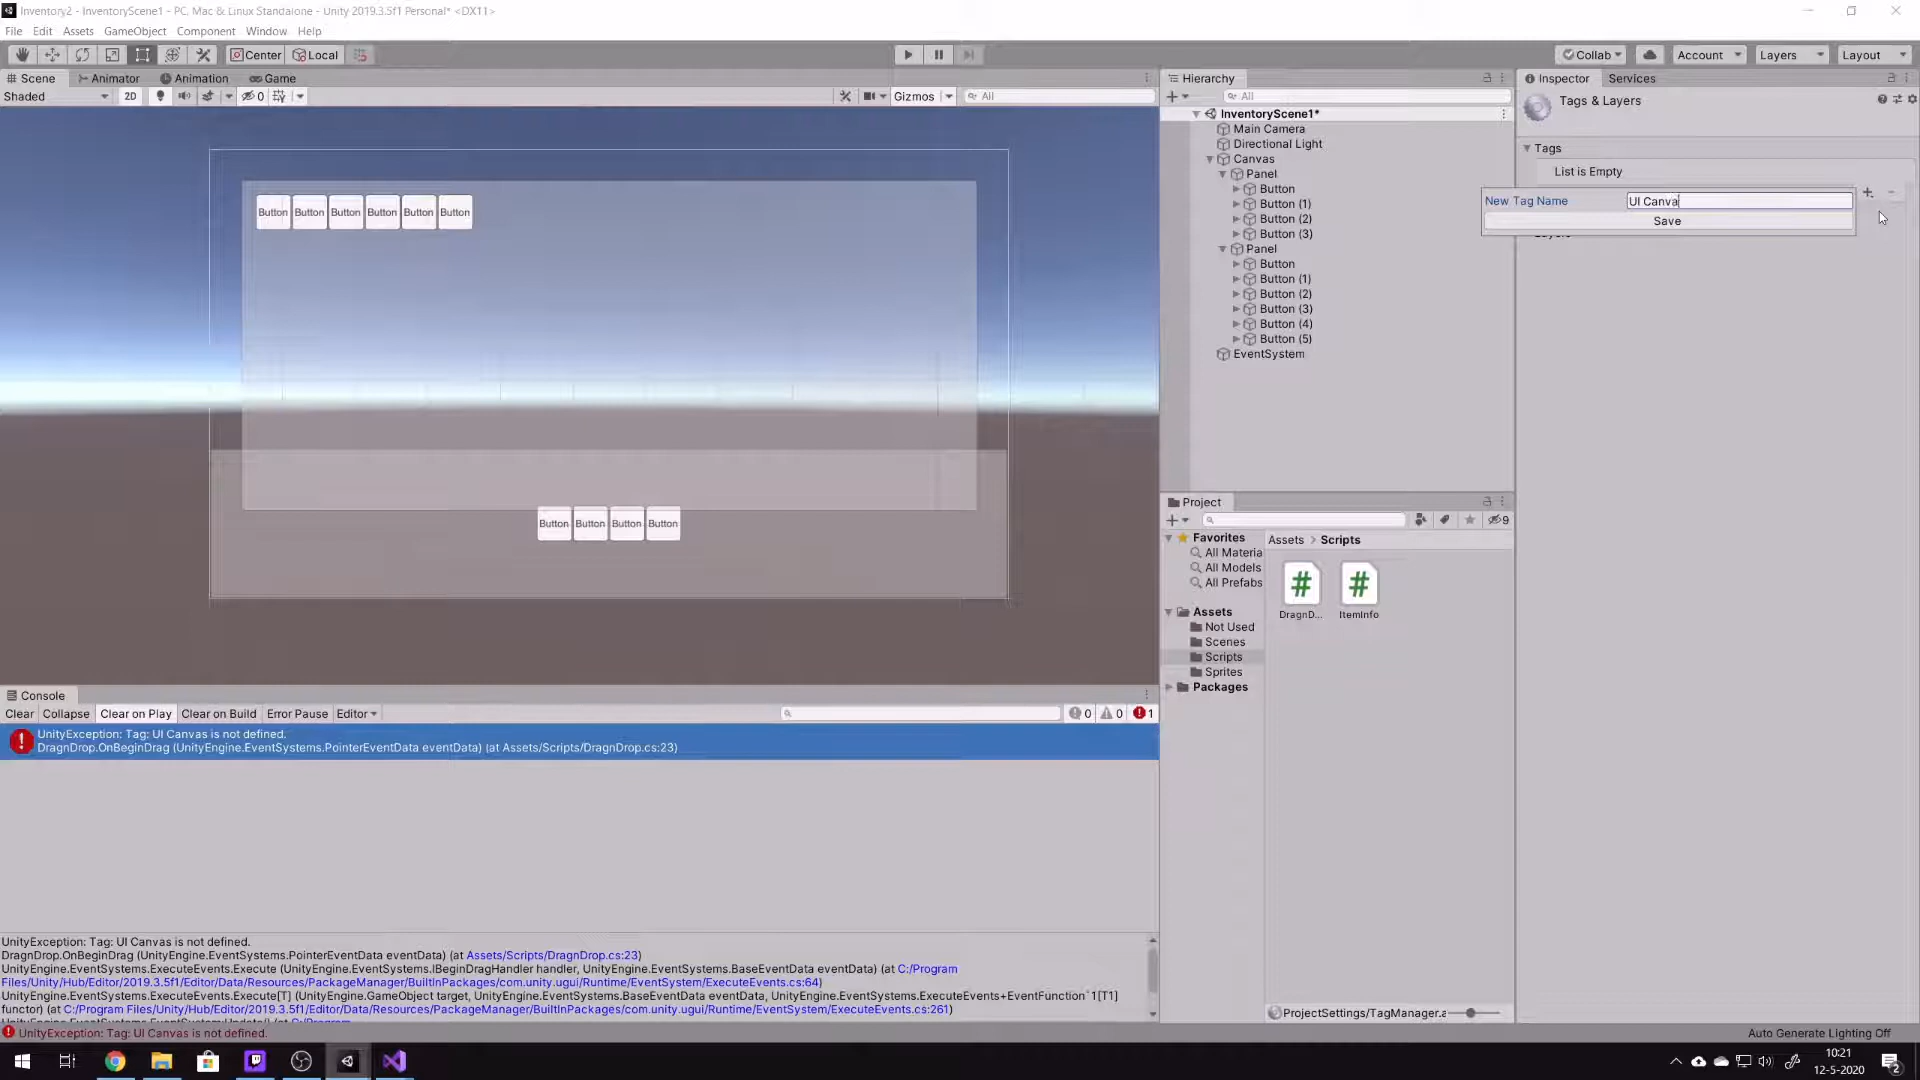 Inventory2 - InventoryScene1 - PC, Mac & Linux Standalone - Unity 2019.3.5f1 Personal* <DX11>
File Edit Assets GameObject Component Window Help
Center Local
Collab Account Layers Layout
Scene Animator Animation Game
Shaded 2D 0 Gizmos All
Button Button Button Button Button Button
Button Button Button Button
Hierarchy
All
InventoryScene1*
Main Camera
Directional Light
Canvas
Panel
Button
Button (1)
Button (2)
Button (3)
Panel
Button
Button (1)
Button (2)
Button (3)
Button (4)
Button (5)
EventSystem
Inspector Services
Tags & Layers
Tags
List is Empty
New Tag Name UI Canva
Save
Project
9
Favorites
All Materia
All Models
All Prefabs
Assets
Not Used
Scenes
Scripts
Sprites
Packages
Assets > Scripts
DragnD... ItemInfo
ProjectSettings/TagManager.a
Console
Clear Collapse Clear on Play Clear on Build Error Pause Editor 0 0 1
UnityException: Tag: UI Canvas is not defined.
DragnDrop.OnBeginDrag (UnityEngine.EventSystems.PointerEventData eventData) (at Assets/Scripts/DragnDrop.cs:23)
UnityException: Tag: UI Canvas is not defined.
DragnDrop.OnBeginDrag (UnityEngine.EventSystems.PointerEventData eventData) (at Assets/Scripts/DragnDrop.cs:23)
UnityEngine.EventSystems.ExecuteEvents.Execute (UnityEngine.EventSystems.IBeginDragHandler handler, UnityEngine.EventSystems.BaseEventData eventData) (at C:/Program
Files/Unity/Hub/Editor/2019.3.5f1/Editor/Data/Resources/PackageManager/BuiltInPackages/com.unity.ugui/Runtime/EventSystem/ExecuteEvents.cs:64)
UnityEngine.EventSystems.ExecuteEvents.Execute[T] (UnityEngine.GameObject target, UnityEngine.EventSystems.BaseEventData eventData, UnityEngine.EventSystems.ExecuteEvents+EventFunction`1[T1]
functor) (at C:/Program Files/Unity/Hub/Editor/2019.3.5f1/Editor/Data/Resources/PackageManager/BuiltInPackages/com.unity.ugui/Runtime/EventSystem/ExecuteEvents.cs:261)
UnityException: Tag: UI Canvas is not defined.
Auto Generate Lighting Off
10:21
12-5-2020
2